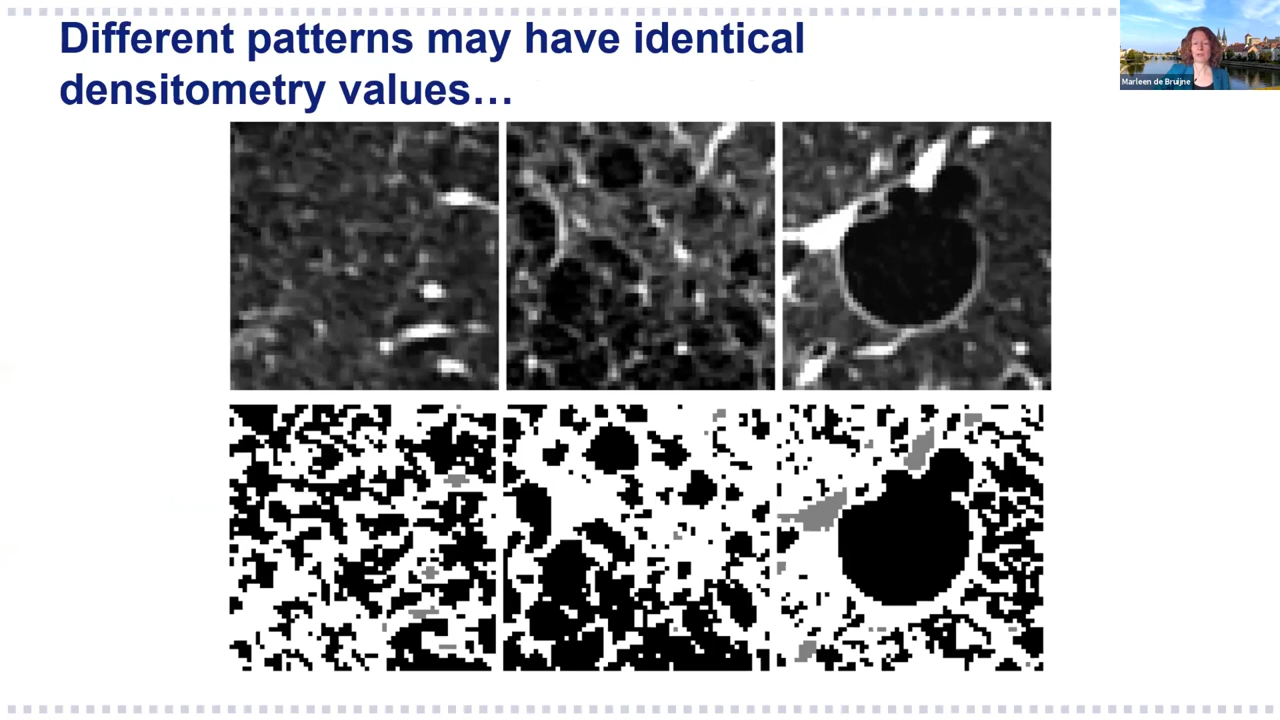 Different patterns may have identical
densitometry values…
Marleen de Bruijne